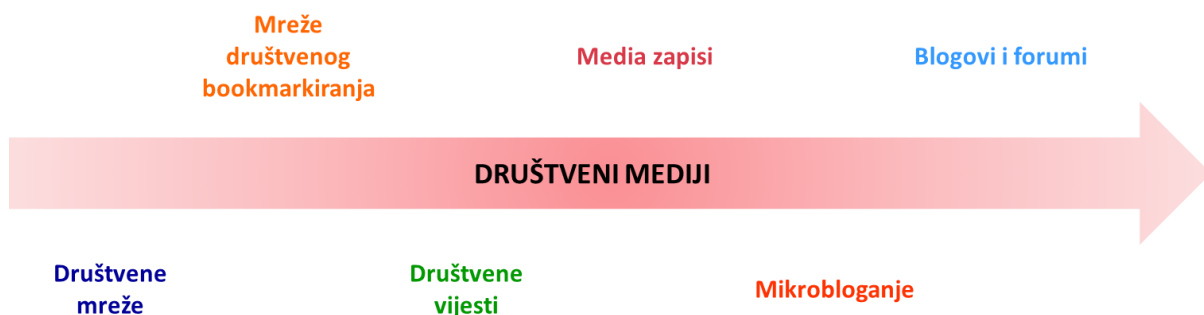 Mreže
društvenog
bookmarkiranja
Media zapisi
Blogovi i forumi
DRUŠTVENI MEDIJI
Društvene
mreže
Društvene
vijesti
Mikrobloganje